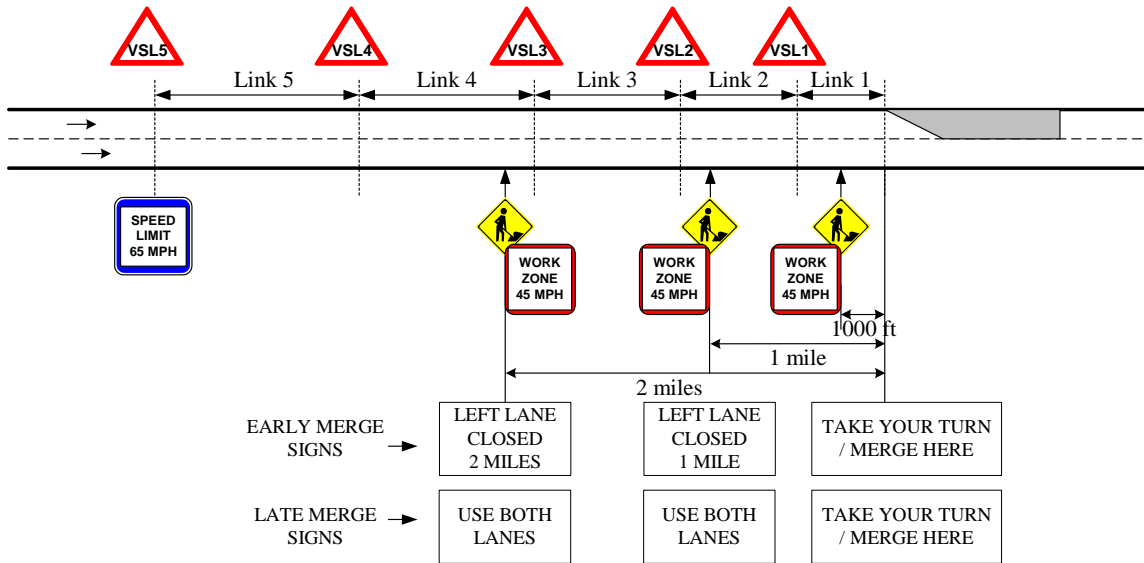 VSL5
VSL4
VSL3
VSL2
VSL1
Link 5
Link 4
Link 3
Link 2
Link 1
SPEED
LIMIT
65 MPH
WORK
ZONE
45 MPH
WORK
ZONE
45 MPH
WORK
ZONE
45 MPH
1000 ft
1 mile
2 miles
EARLY MERGE
SIGNS
LEFT LANE
CLOSED
2 MILES
LEFT LANE
CLOSED
1 MILE
TAKE YOUR TURN
/ MERGE HERE
LATE MERGE
SIGNS
USE BOTH
LANES
USE BOTH
LANES
TAKE YOUR TURN
/ MERGE HERE